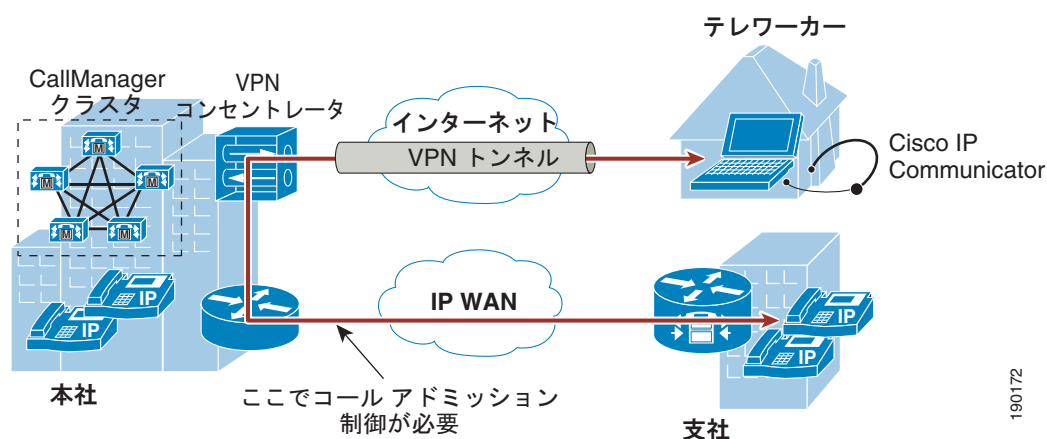 テレワーカー
CallManager
クラスタ
VPN
コンセントレータ
インターネット
VPN トンネル
Cisco IP
Communicator
M
M
M
M
M
IP
IP
IP WAN
IP
IP
本社
ここでコール アドミッション
制御が必要
支社
190172